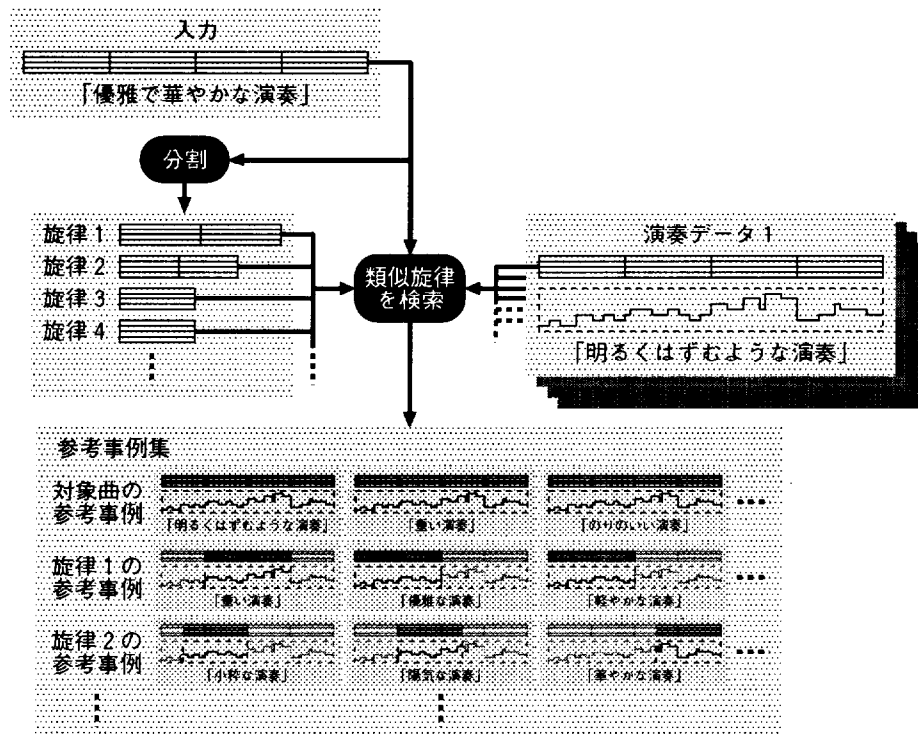 入力
「優雅で華やかな演奏」
分割
旋律1
旋律2
旋律3
旋律4
類似旋律
を検索
演奏データ1
「明るくはずむような演奏」
参考事例集
対象曲の
参考事例
「明るくはずむような演奏」
「重い演奏」
「のりのいい演奏」
旋律1の
参考事例
「重い演奏」
「優雅な演奏」
「軽やかな演奏」
旋律2の
参考事例
「小粋な演奏」
「陽気な演奏」
「華やかな演奏」